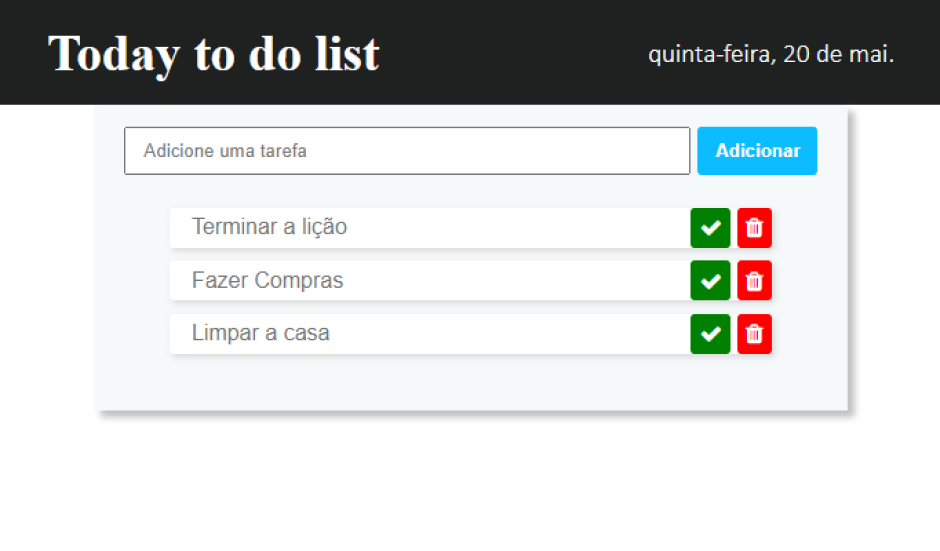 Today to do list
quinta-feira, 20 de mai.
Adicione uma tarefa
Adicionar
Terminar a lição
Fazer Compras
Limpar a casa